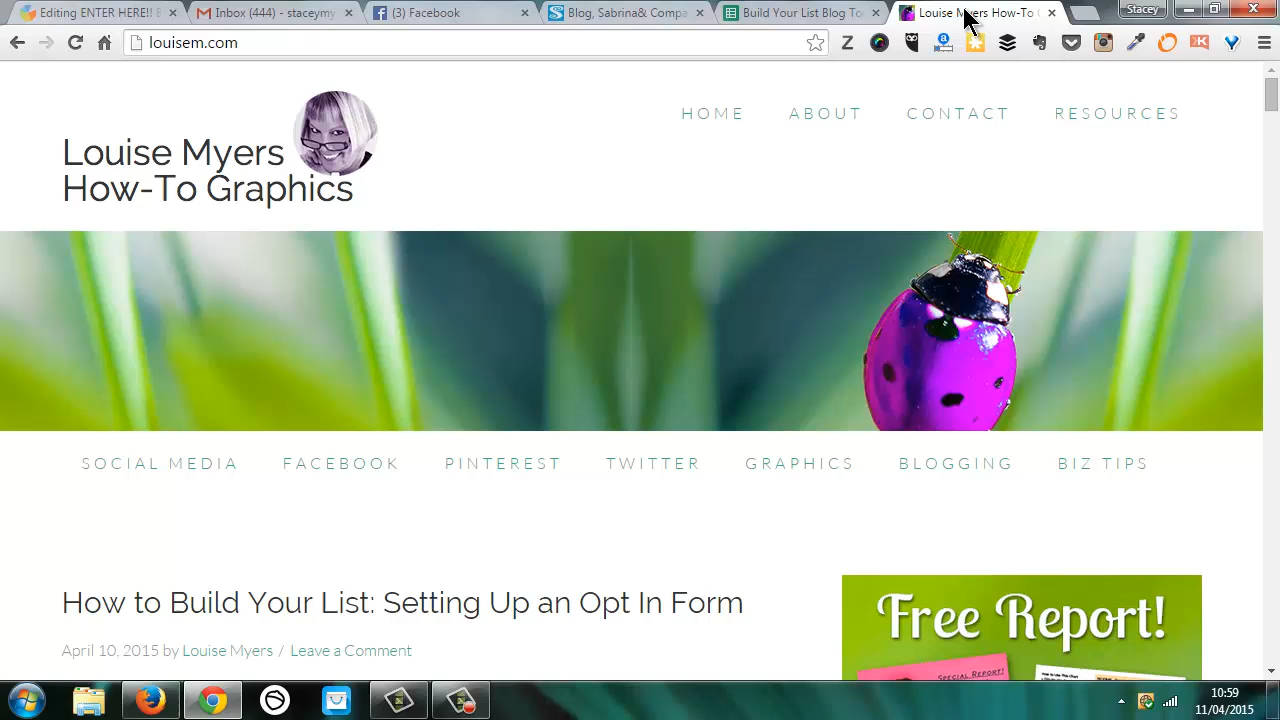 Editing ENTER HERE!! B
Inbox (444) - staceymy
(3) Facebook
Blog, Sabrina& Compa
Build Your List Blog To
Louise Myers How-To G
Stacey
louisem.com
HOME
ABOUT
CONTACT
RESOURCES
Louise Myers
How-To Graphics
SOCIAL MEDIA
FACEBOOK
PINTEREST
TWITTER
GRAPHICS
BLOGGING
BIZ TIPS
How to Build Your List: Setting Up an Opt In Form
April 10, 2015 by Louise Myers / Leave a Comment
Free Report!
SPECIAL REPORT!
10:59
11/04/2015